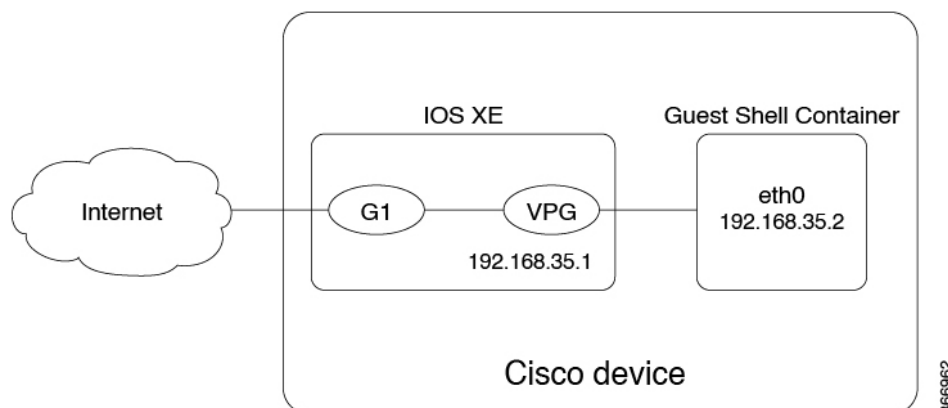 IOS XE
Guest Shell Container
Internet
G1
VPG
eth0
192.168.35.2
192.168.35.1
Cisco device